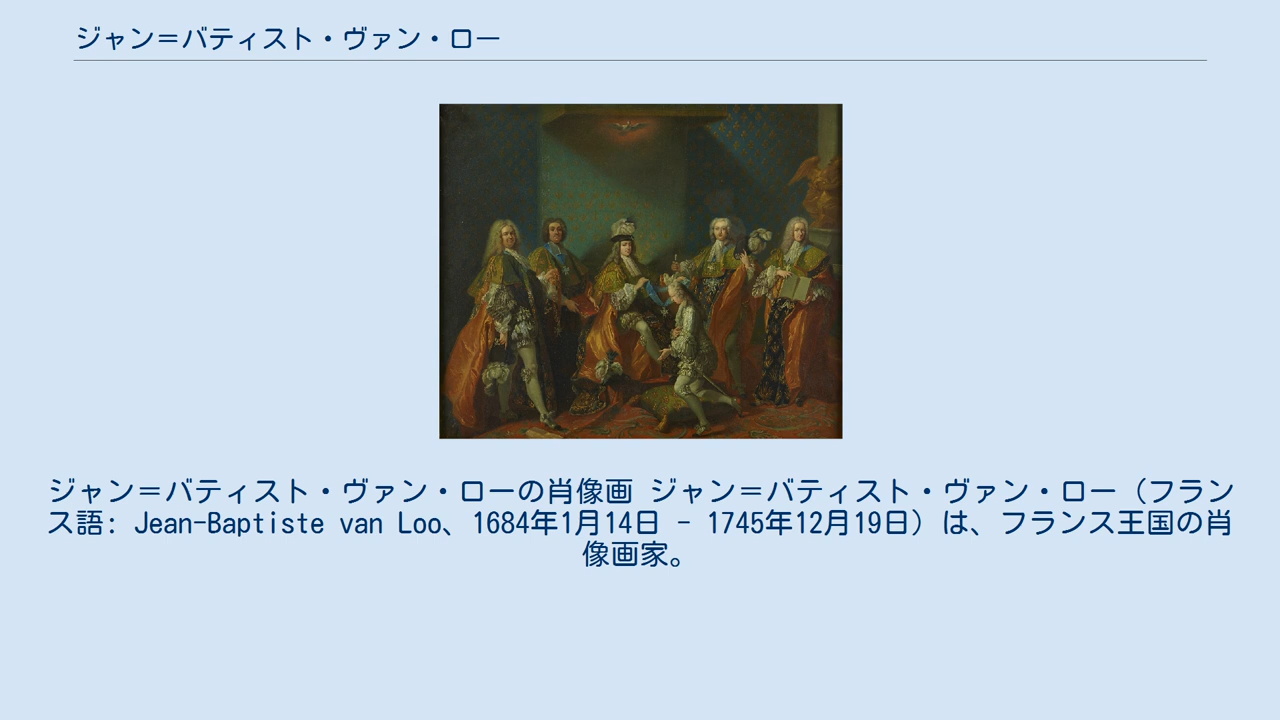 ジャン＝バティスト・ヴァン・ロー
ジャン＝バティスト・ヴァン・ローの肖像画 ジャン＝バティスト・ヴァン・ロー（フラン
ス語: Jean-Baptiste van Loo、1684年1月14日 - 1745年12月19日）は、フランス王国の肖
像画家。